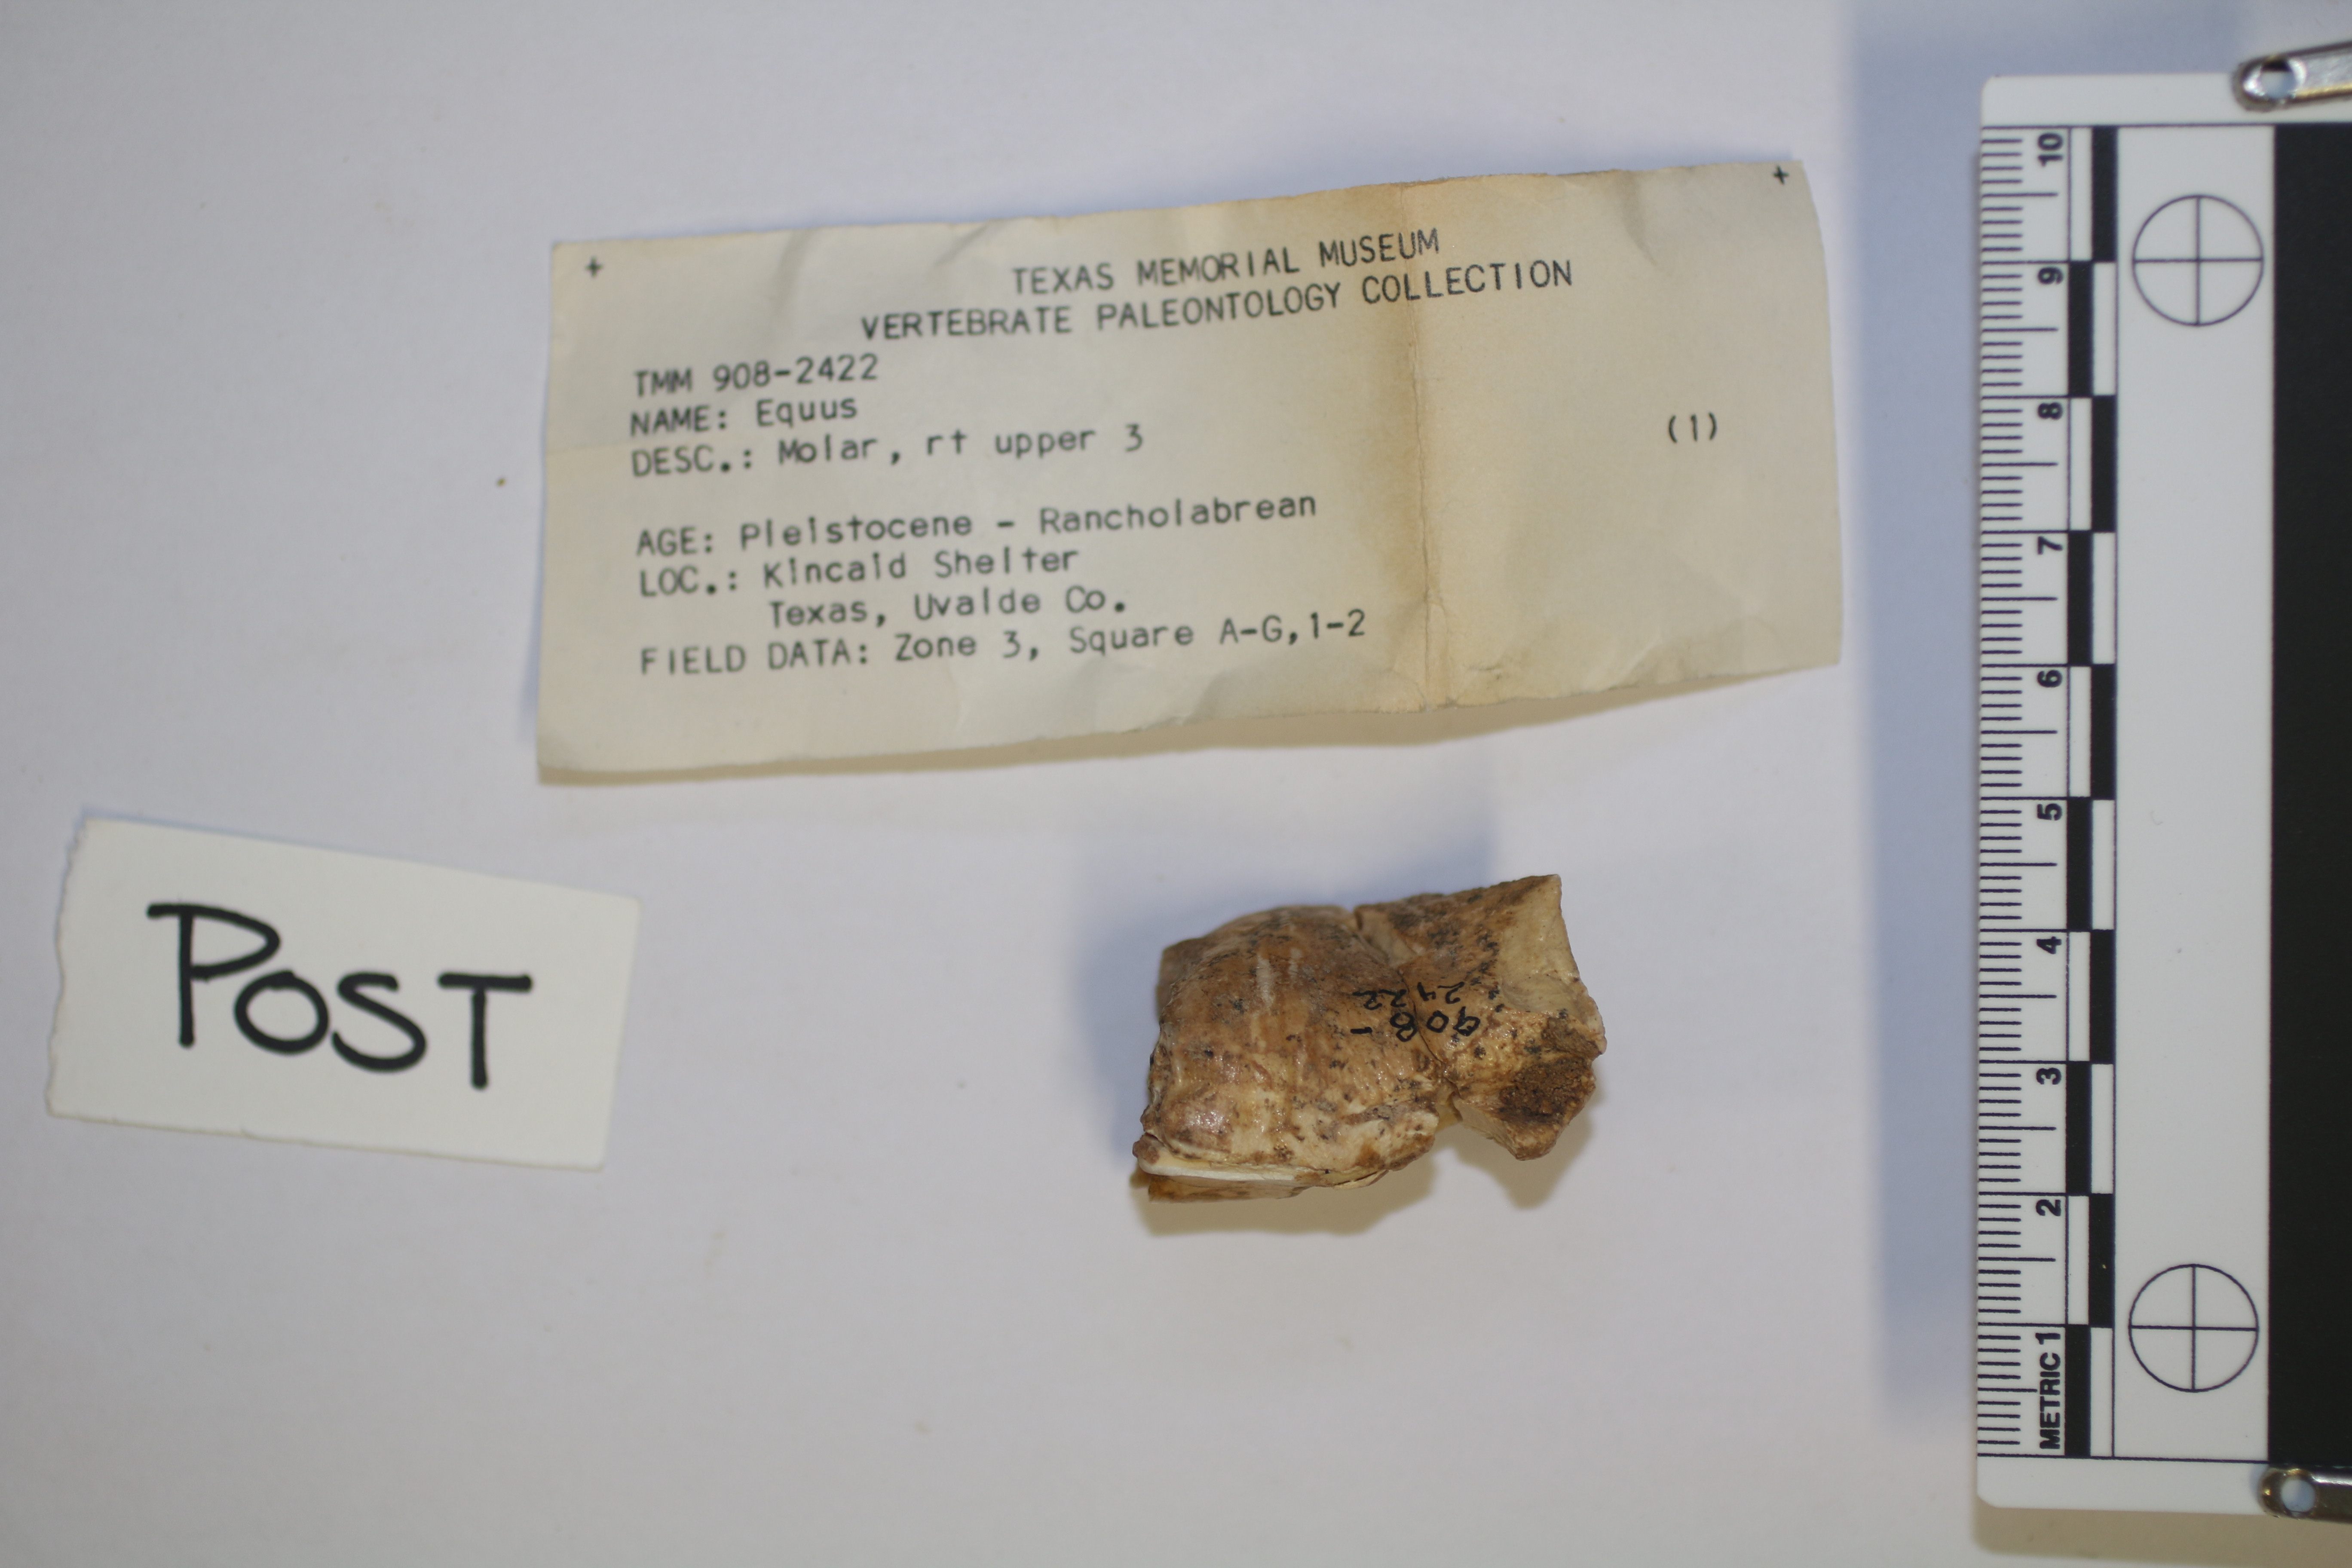 + +
TEXAS MEMORIAL MUSEUM
VERTEBRATE PALEONTOLOGY COLLECTION
TMM 908-2422
NAME: Equus
DESC.: Molar, rt upper 3 (1)
AGE: Pleistocene - Rancholabrean
LOC.: Kincaid Shelter
Texas, Uvalde Co.
FIELD DATA: Zone 3, Square A-G,1-2
POST
908-
2422
10
9
8
7
6
5
4
3
2
METRIC 1